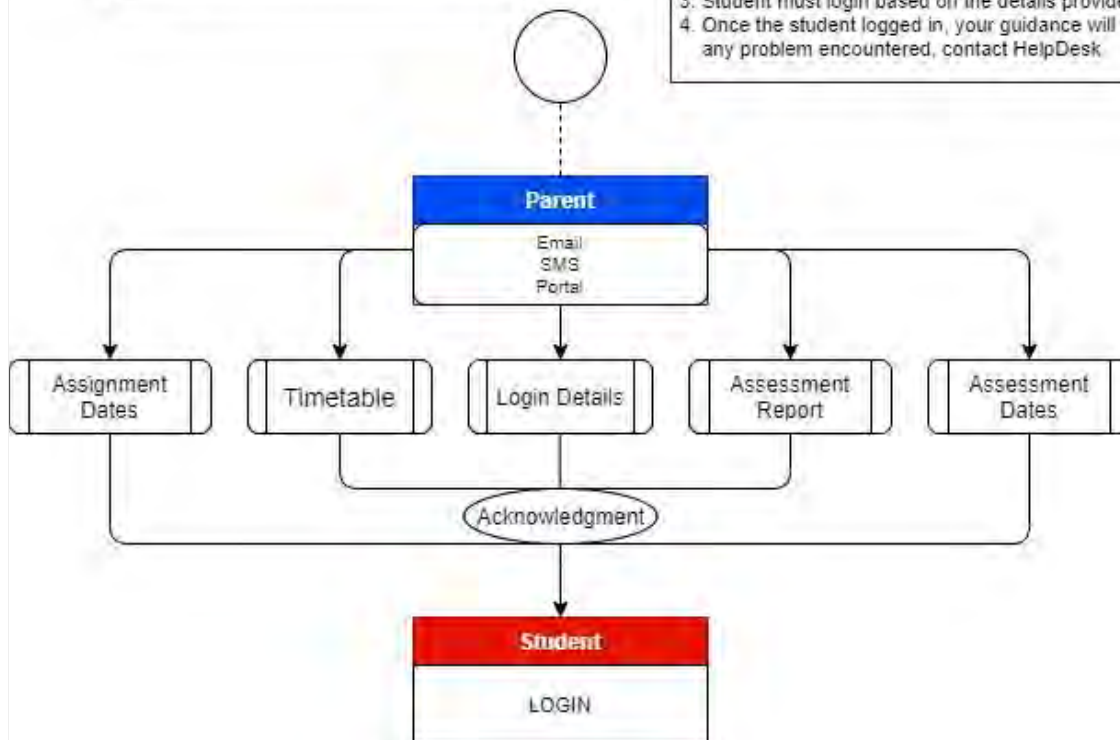 3. Student must login based on the details provide
4. Once the student logged in, your guidance will
any problem encountered, contact HelpDesk
Parent
Email
SMS
Portal
Assignment
Dates
Timetable
Login Details
Assessment
Report
Assessment
Dates
Acknowledgment
Student
LOGIN